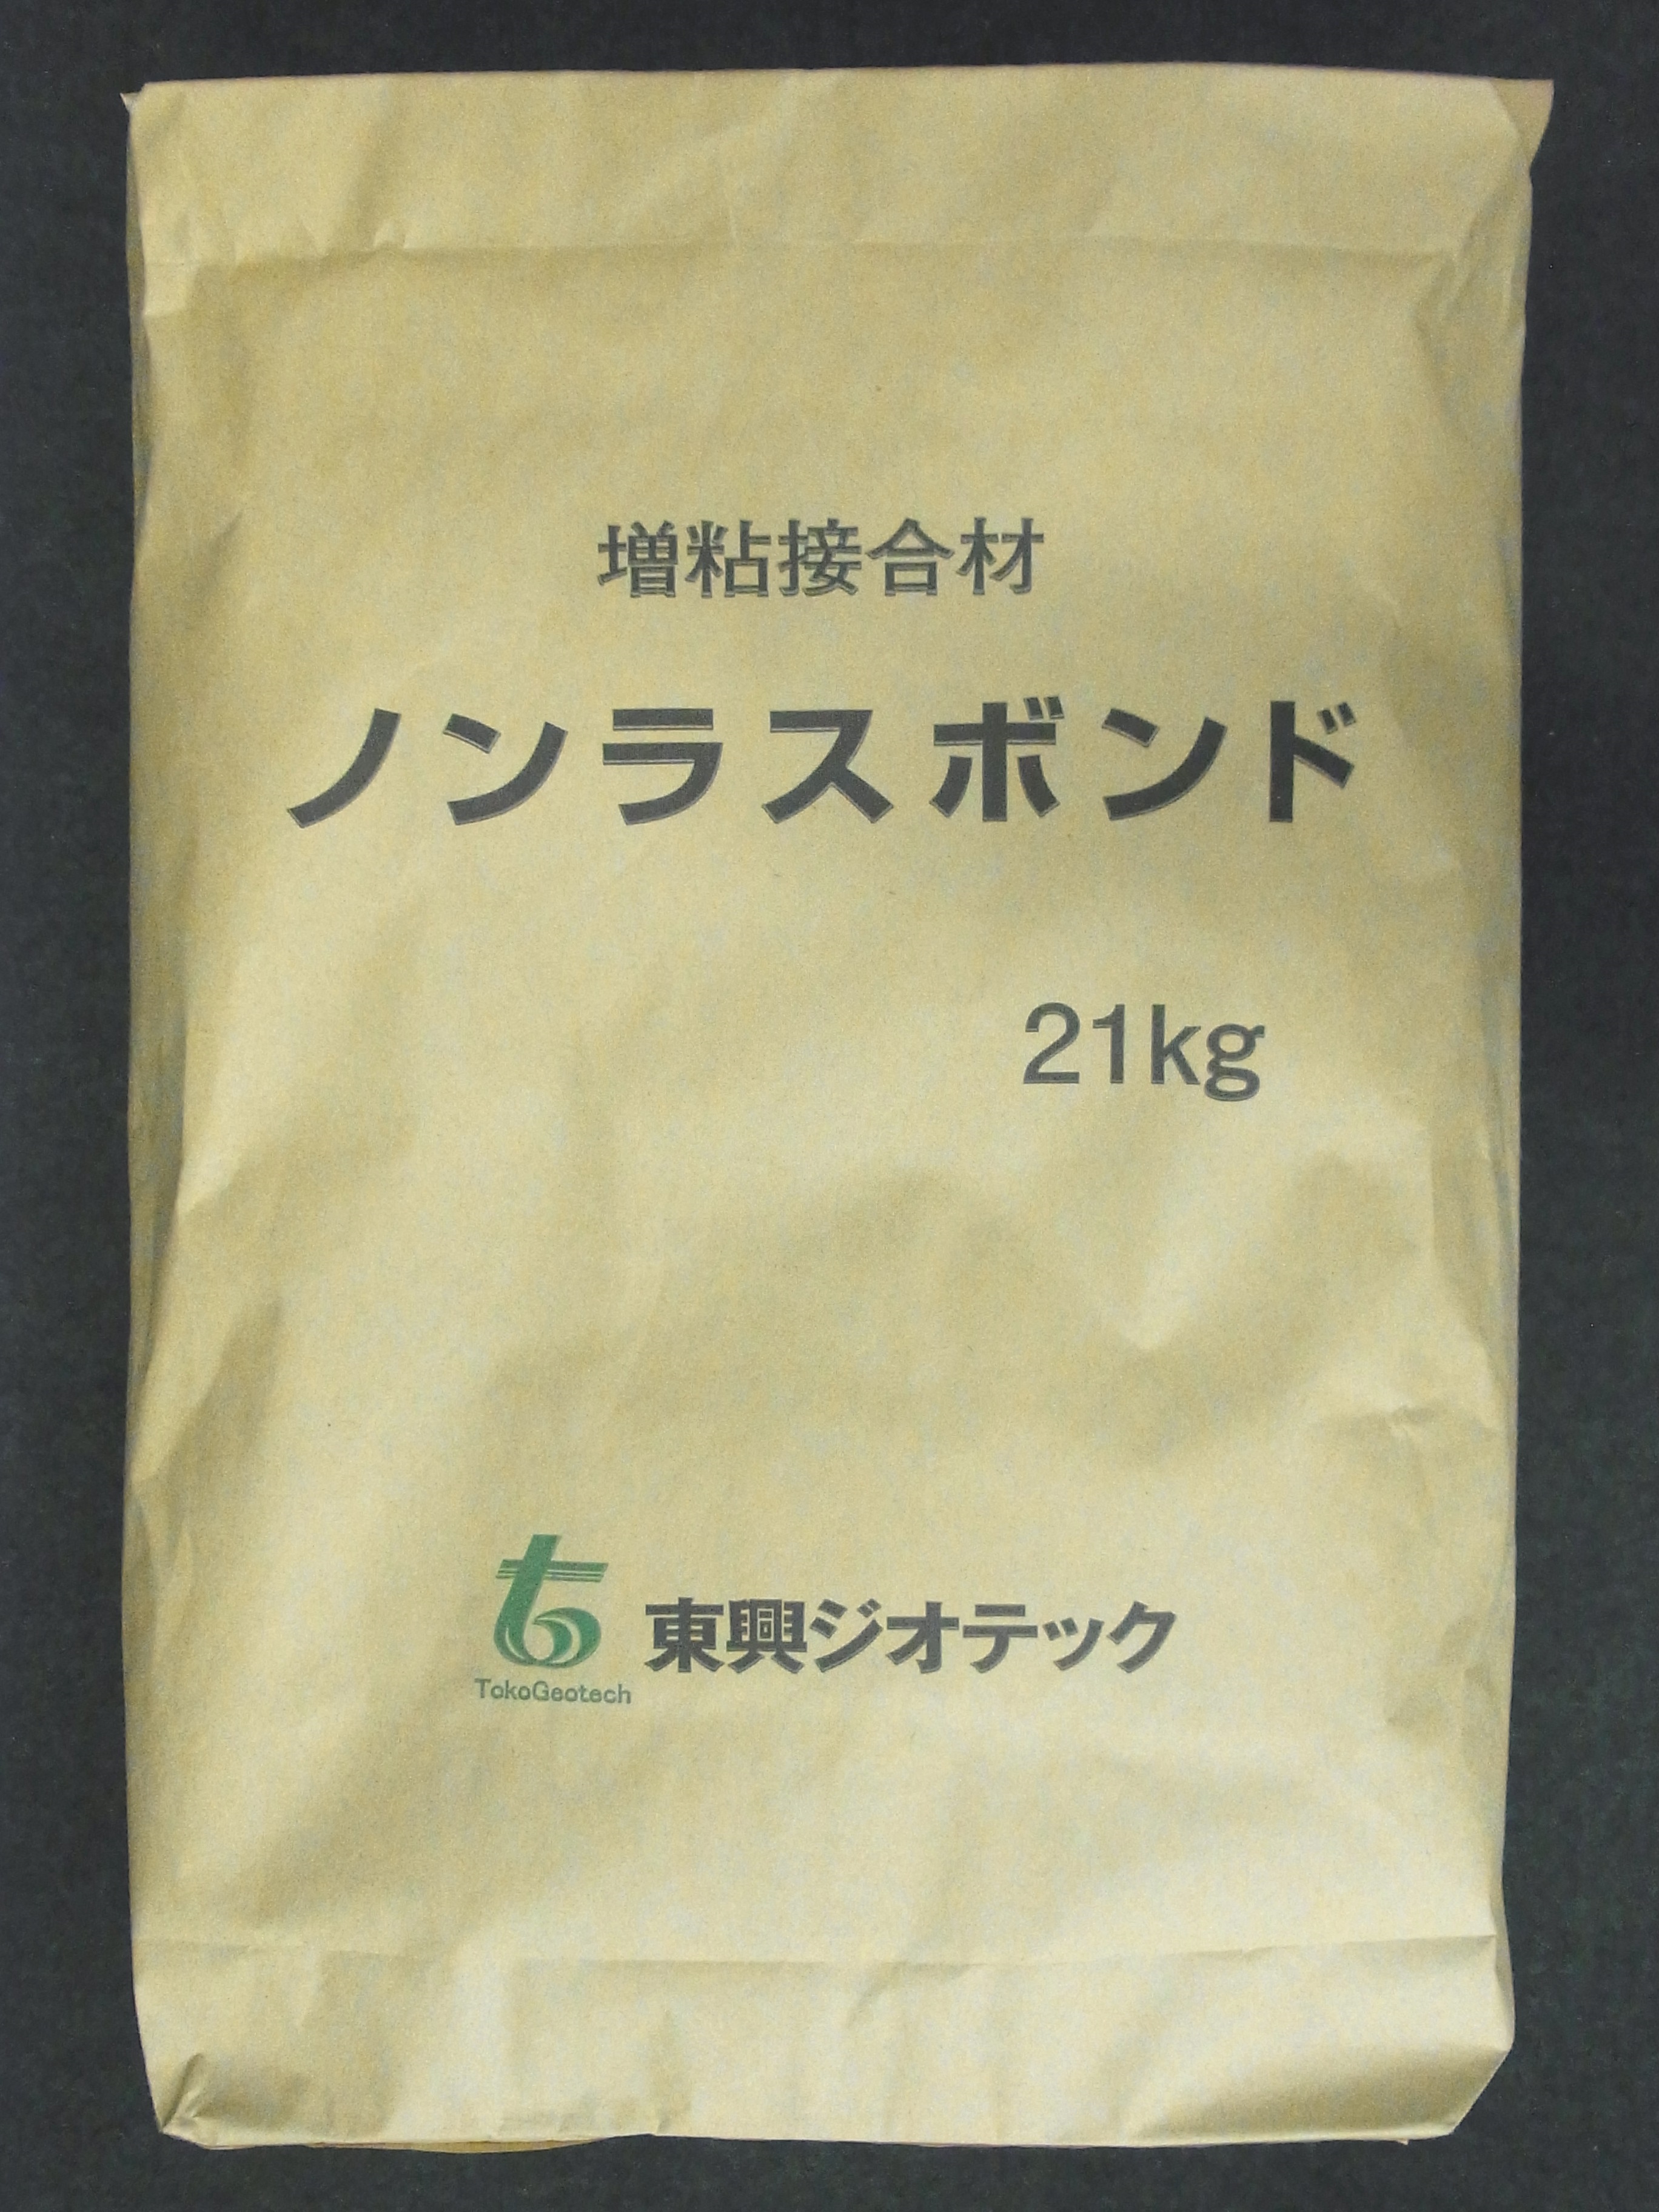 増粘接合材
ノンラスボンド
21kg
東興ジオテック
TokoGeotech